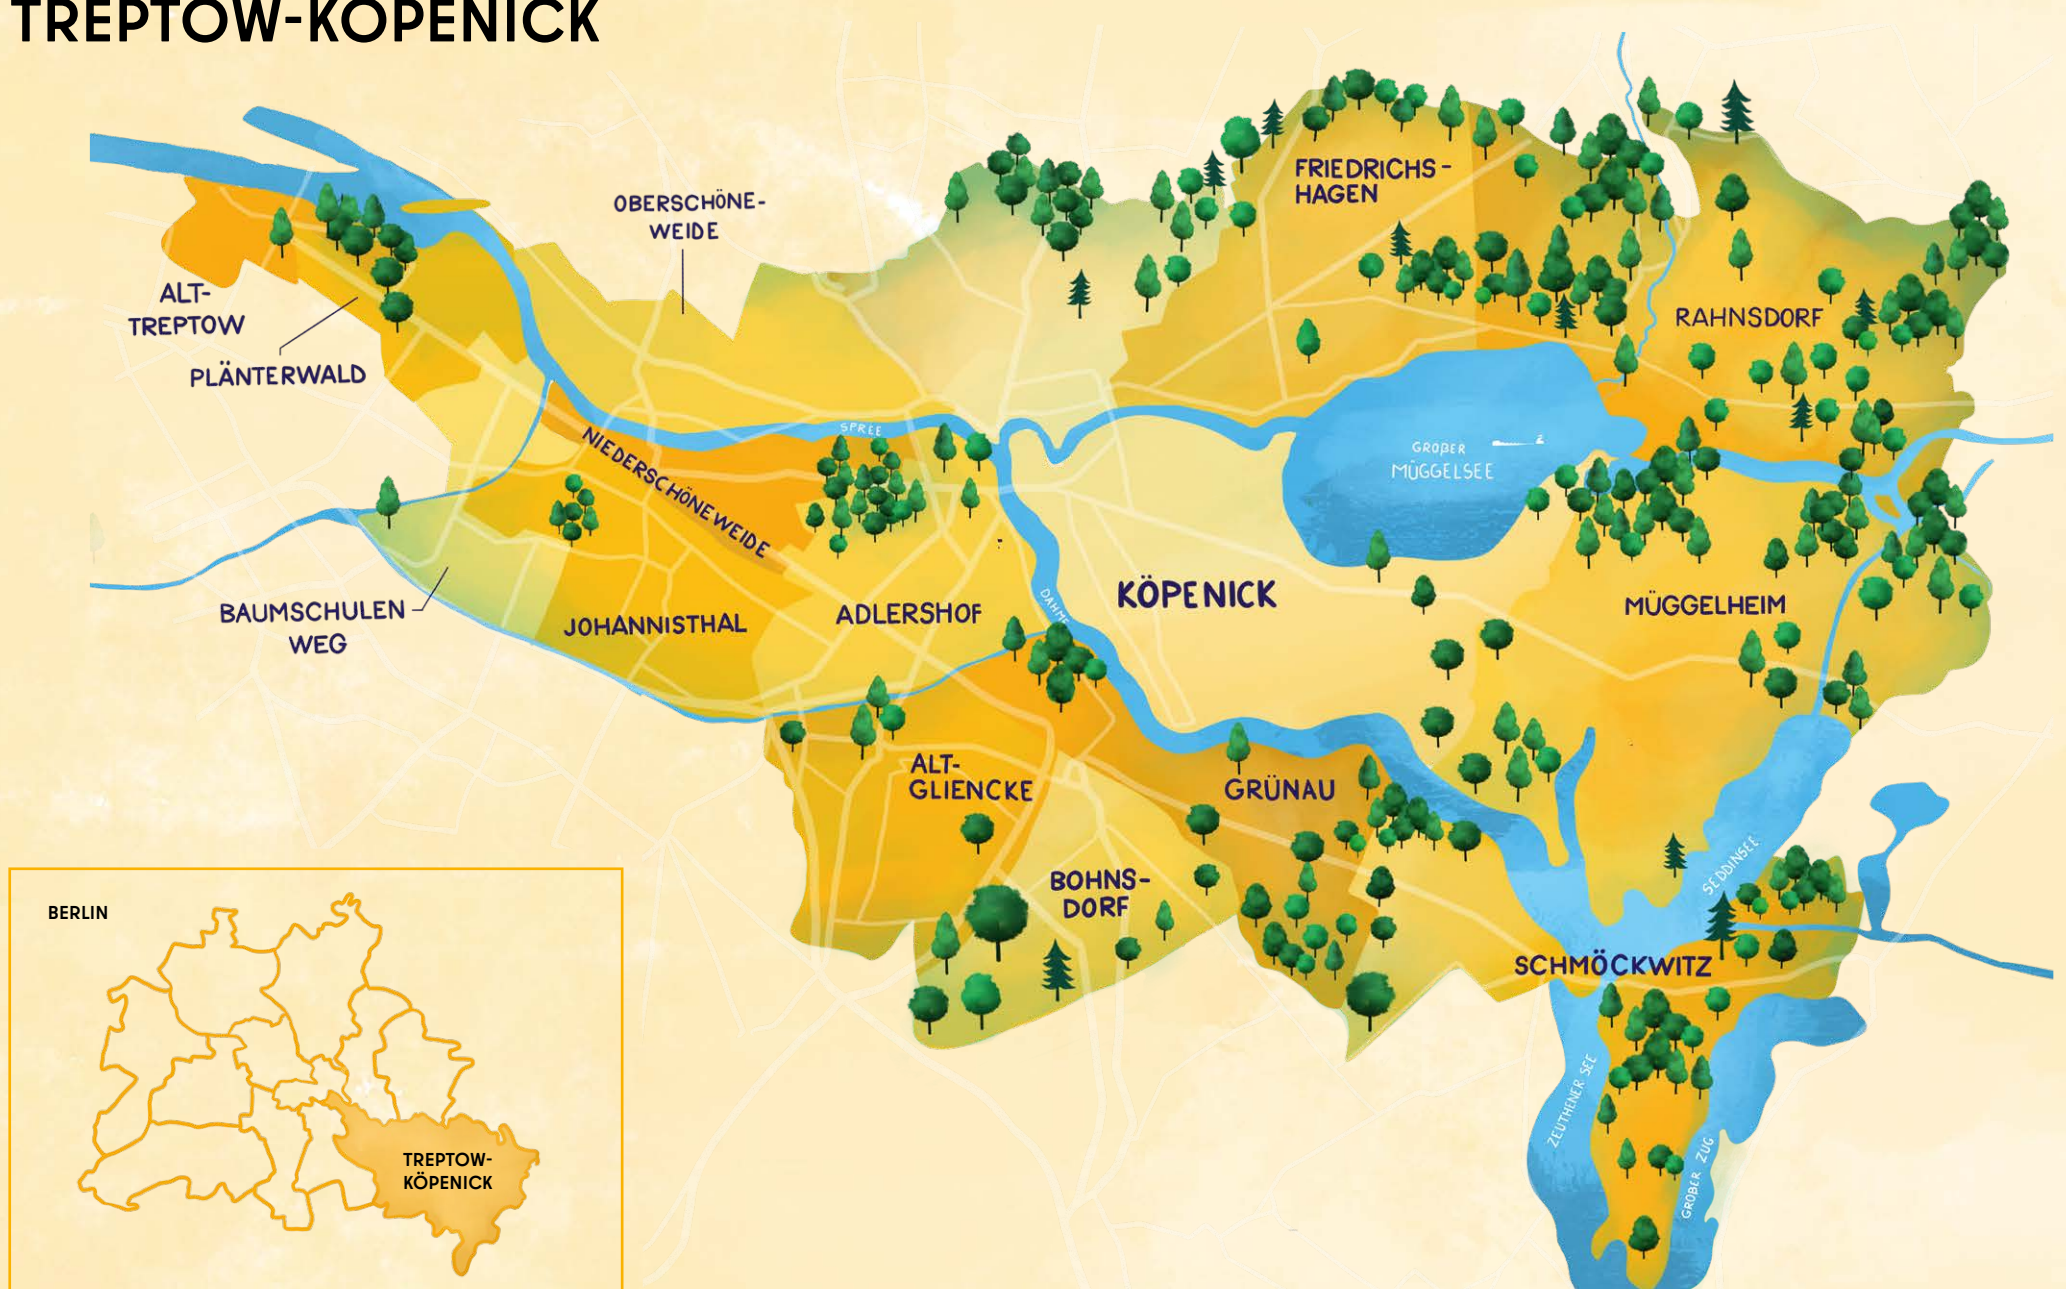 TREPTOW-KÖPENICK
OBERSCHÖNE-
WEIDE
FRIEDRICHS-
HAGEN
ALT-
TREPTOW
PLÄNTERWALD
RAHNSDORF
SPREE
NIEDERSCHÖNEWEIDE
GROẞER
MÜGGELSEE
KÖPENICK
DAHME
MÜGGELHEIM
BAUMSCHULEN
WEG
JOHANNISTHAL
ADLERSHOF
ALT-
GLIENCKE
GRÜNAU
BOHNS-
DORF
SEDDINSEE
SCHMÖCKWITZ
ZEUTHENER SEE
GROẞER ZUG
BERLIN
TREPTOW-
KÖPENICK